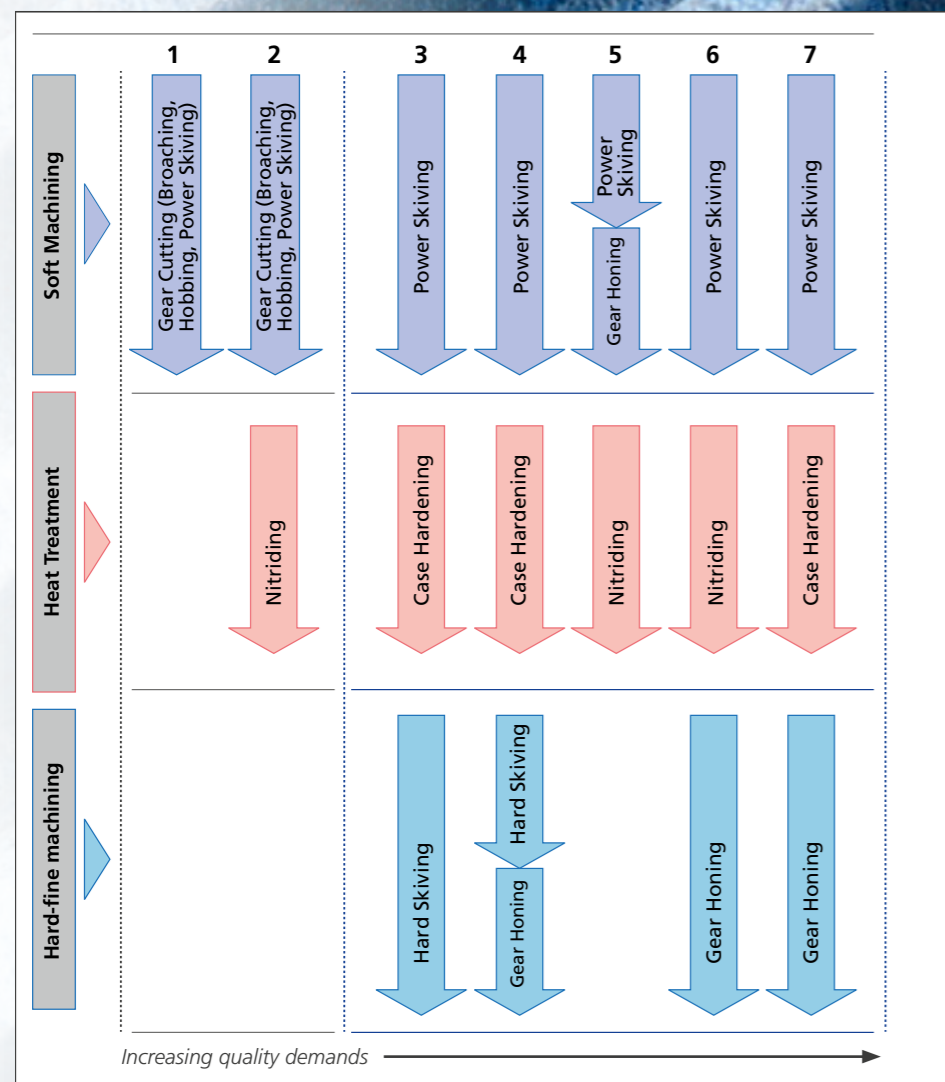 1
2
3
4
5
6
7
Soft Machining
Gear Cutting (Broaching,
Hobbing, Power Skiving)
Gear Cutting (Broaching,
Hobbing, Power Skiving)
Power Skiving
Power Skiving
Power
Skiving
Gear Honing
Power Skiving
Power Skiving
Heat Treatment
Nitriding
Case Hardening
Case Hardening
Nitriding
Nitriding
Case Hardening
Hard-fine machining
Hard Skiving
Hard Skiving
Gear Honing
Gear Honing
Gear Honing
Increasing quality demands